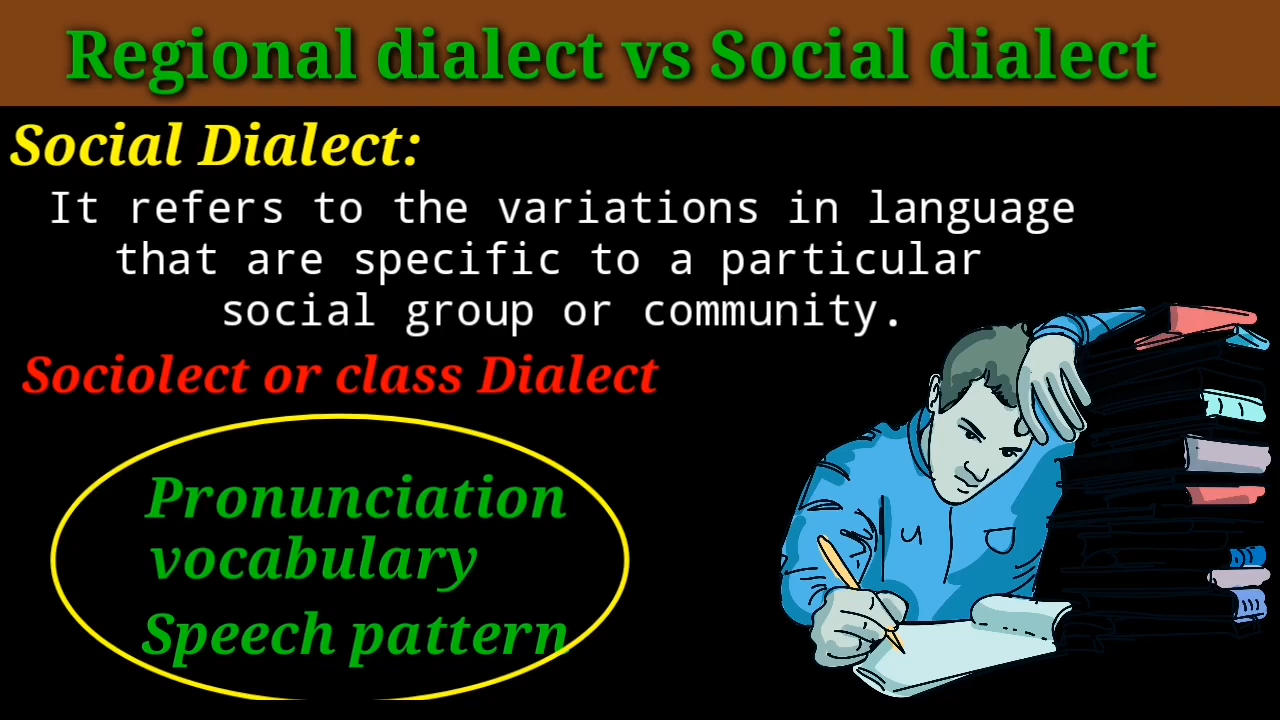 Regional dialect vs Social dialect
Social Dialect:
It refers to the variations in language
that are specific to a particular
social group or community.
Sociolect or class Dialect
Pronunciation
vocabulary
Speech pattern